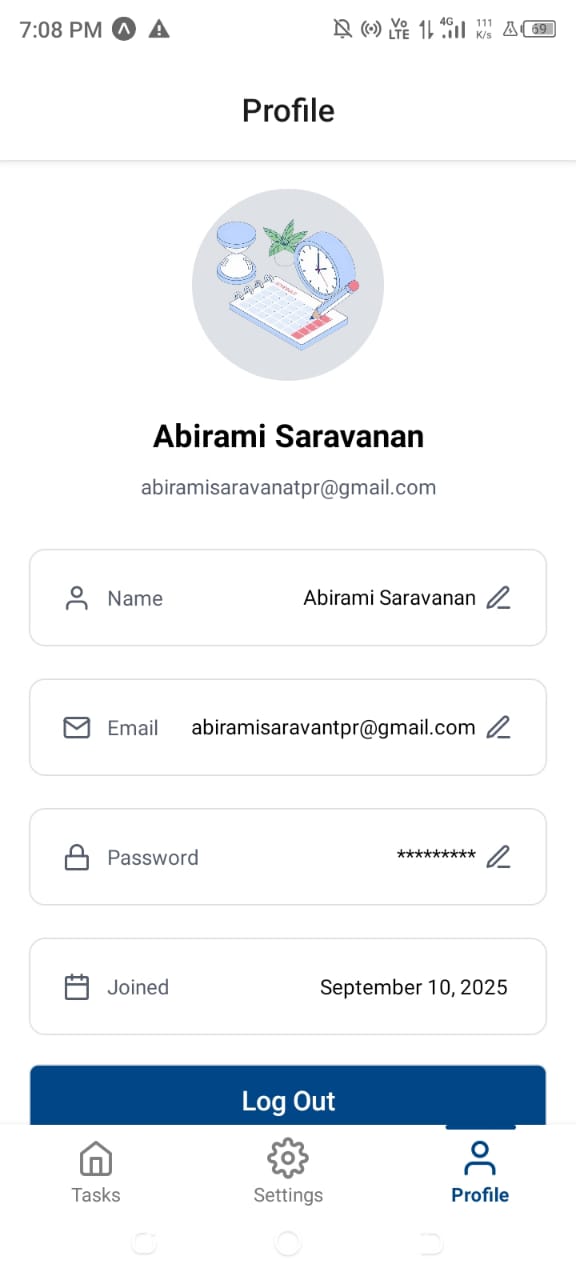 7:08 PM Vo LTE 4G 111 K/s 69
Profile
SCHEDULE
Abirami Saravanan
abiramisaravanatpr@gmail.com
Name Abirami Saravanan
Email abiramisaravantpr@gmail.com
Password *********
Joined September 10, 2025
Log Out
Tasks Settings Profile